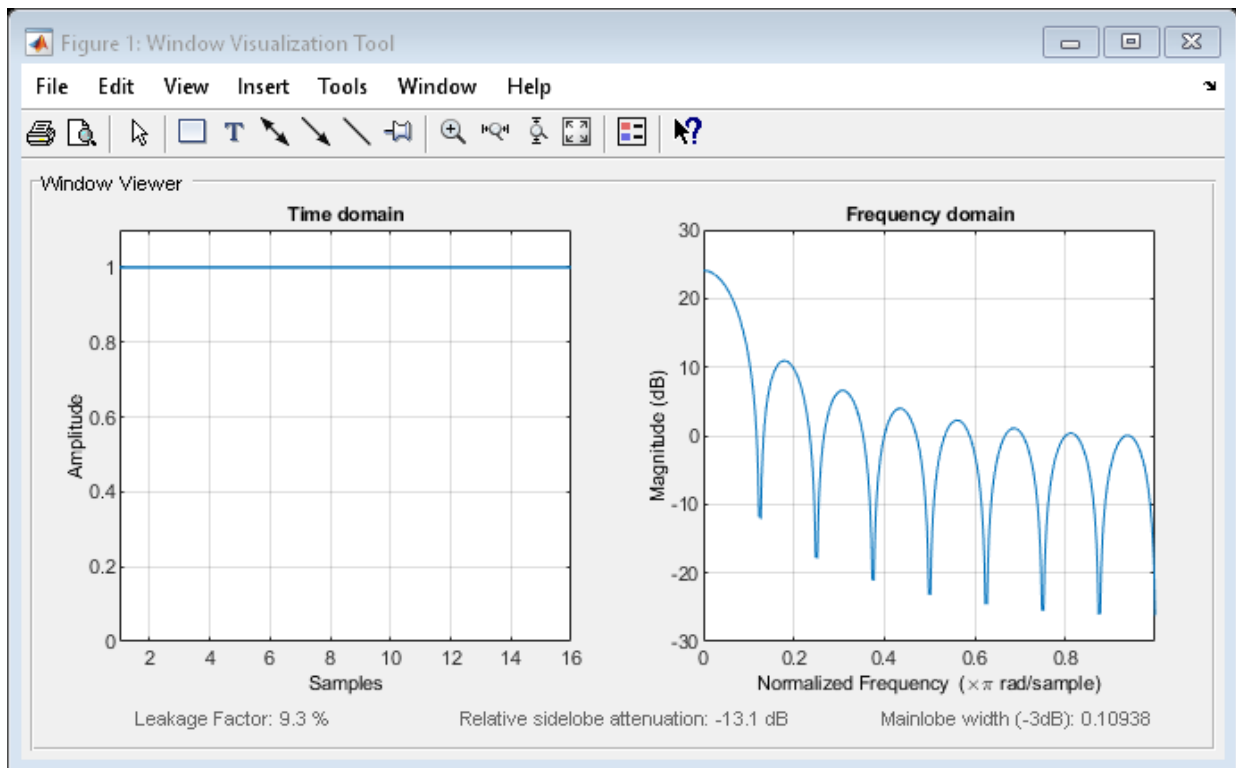 Figure 1: Window Visualization Tool
File Edit View Insert Tools Window Help
T
?
Window Viewer
Time domain
1
0.8
0.6
0.4
0.2
0
2 4 6 8 10 12 14 16
Amplitude
Samples
Frequency domain
30
20
10
0
-10
-20
-30
0 0.2 0.4 0.6 0.8
Magnitude (dB)
Normalized Frequency (×π rad/sample)
Leakage Factor: 9.3 %
Relative sidelobe attenuation: -13.1 dB
Mainlobe width (-3dB): 0.10938